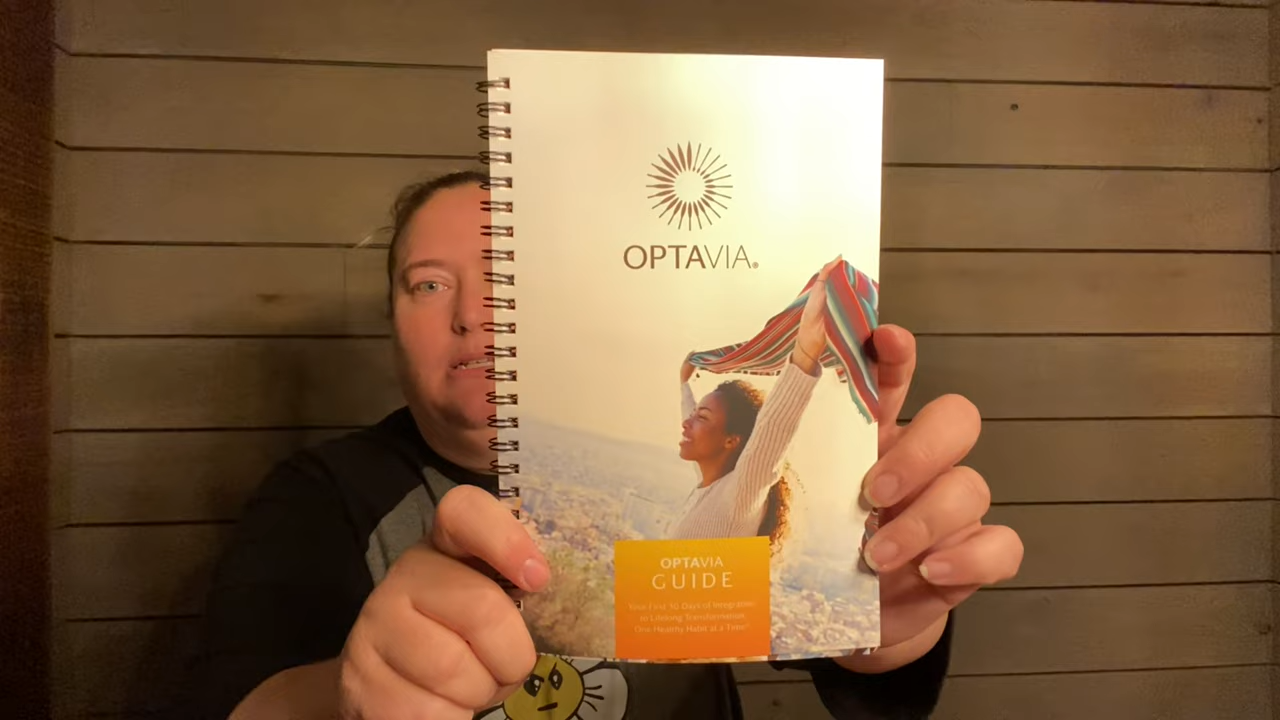 OPTAVIA®
OPTAVIA
GUIDE
Your First 30 Days of Integration
to Lifelong Transformation,
One Healthy Habit at a Time®